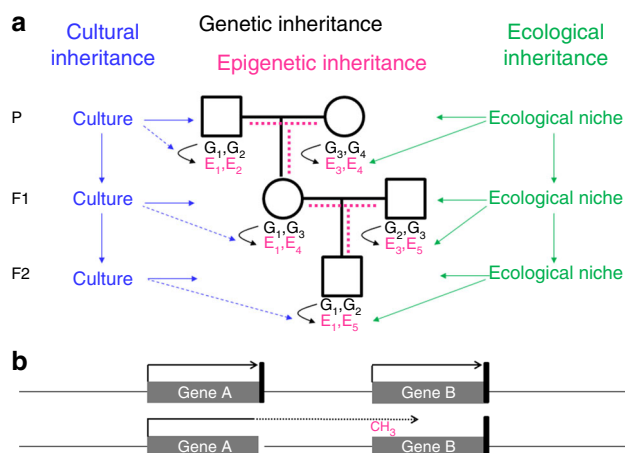 a
Cultural inheritance
Genetic inheritance
Epigenetic inheritance
Ecological inheritance
P
Culture
G1,G2
E1,E2
G3,G4
E3,E4
Ecological niche
F1
Culture
G1,G3
E1,E4
G2,G3
E3,E5
Ecological niche
F2
Culture
G1,G2
E1,E5
Ecological niche
b
Gene A
Gene B
CH3
Gene A
Gene B